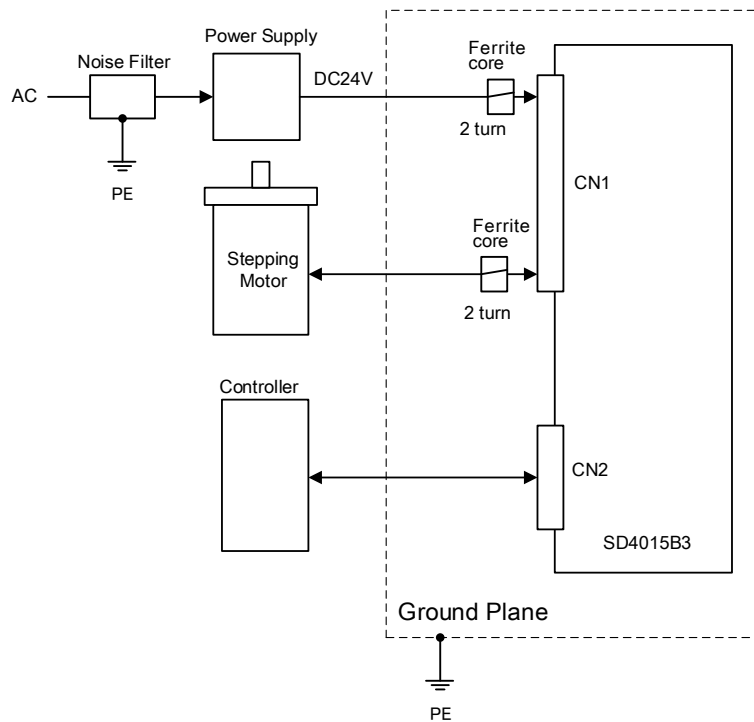 Power Supply
Noise Filter
AC
PE
DC24V
Ferrite
core
2 turn
CN1
Stepping
Motor
Ferrite
core
2 turn
Controller
CN2
SD4015B3
Ground Plane
PE